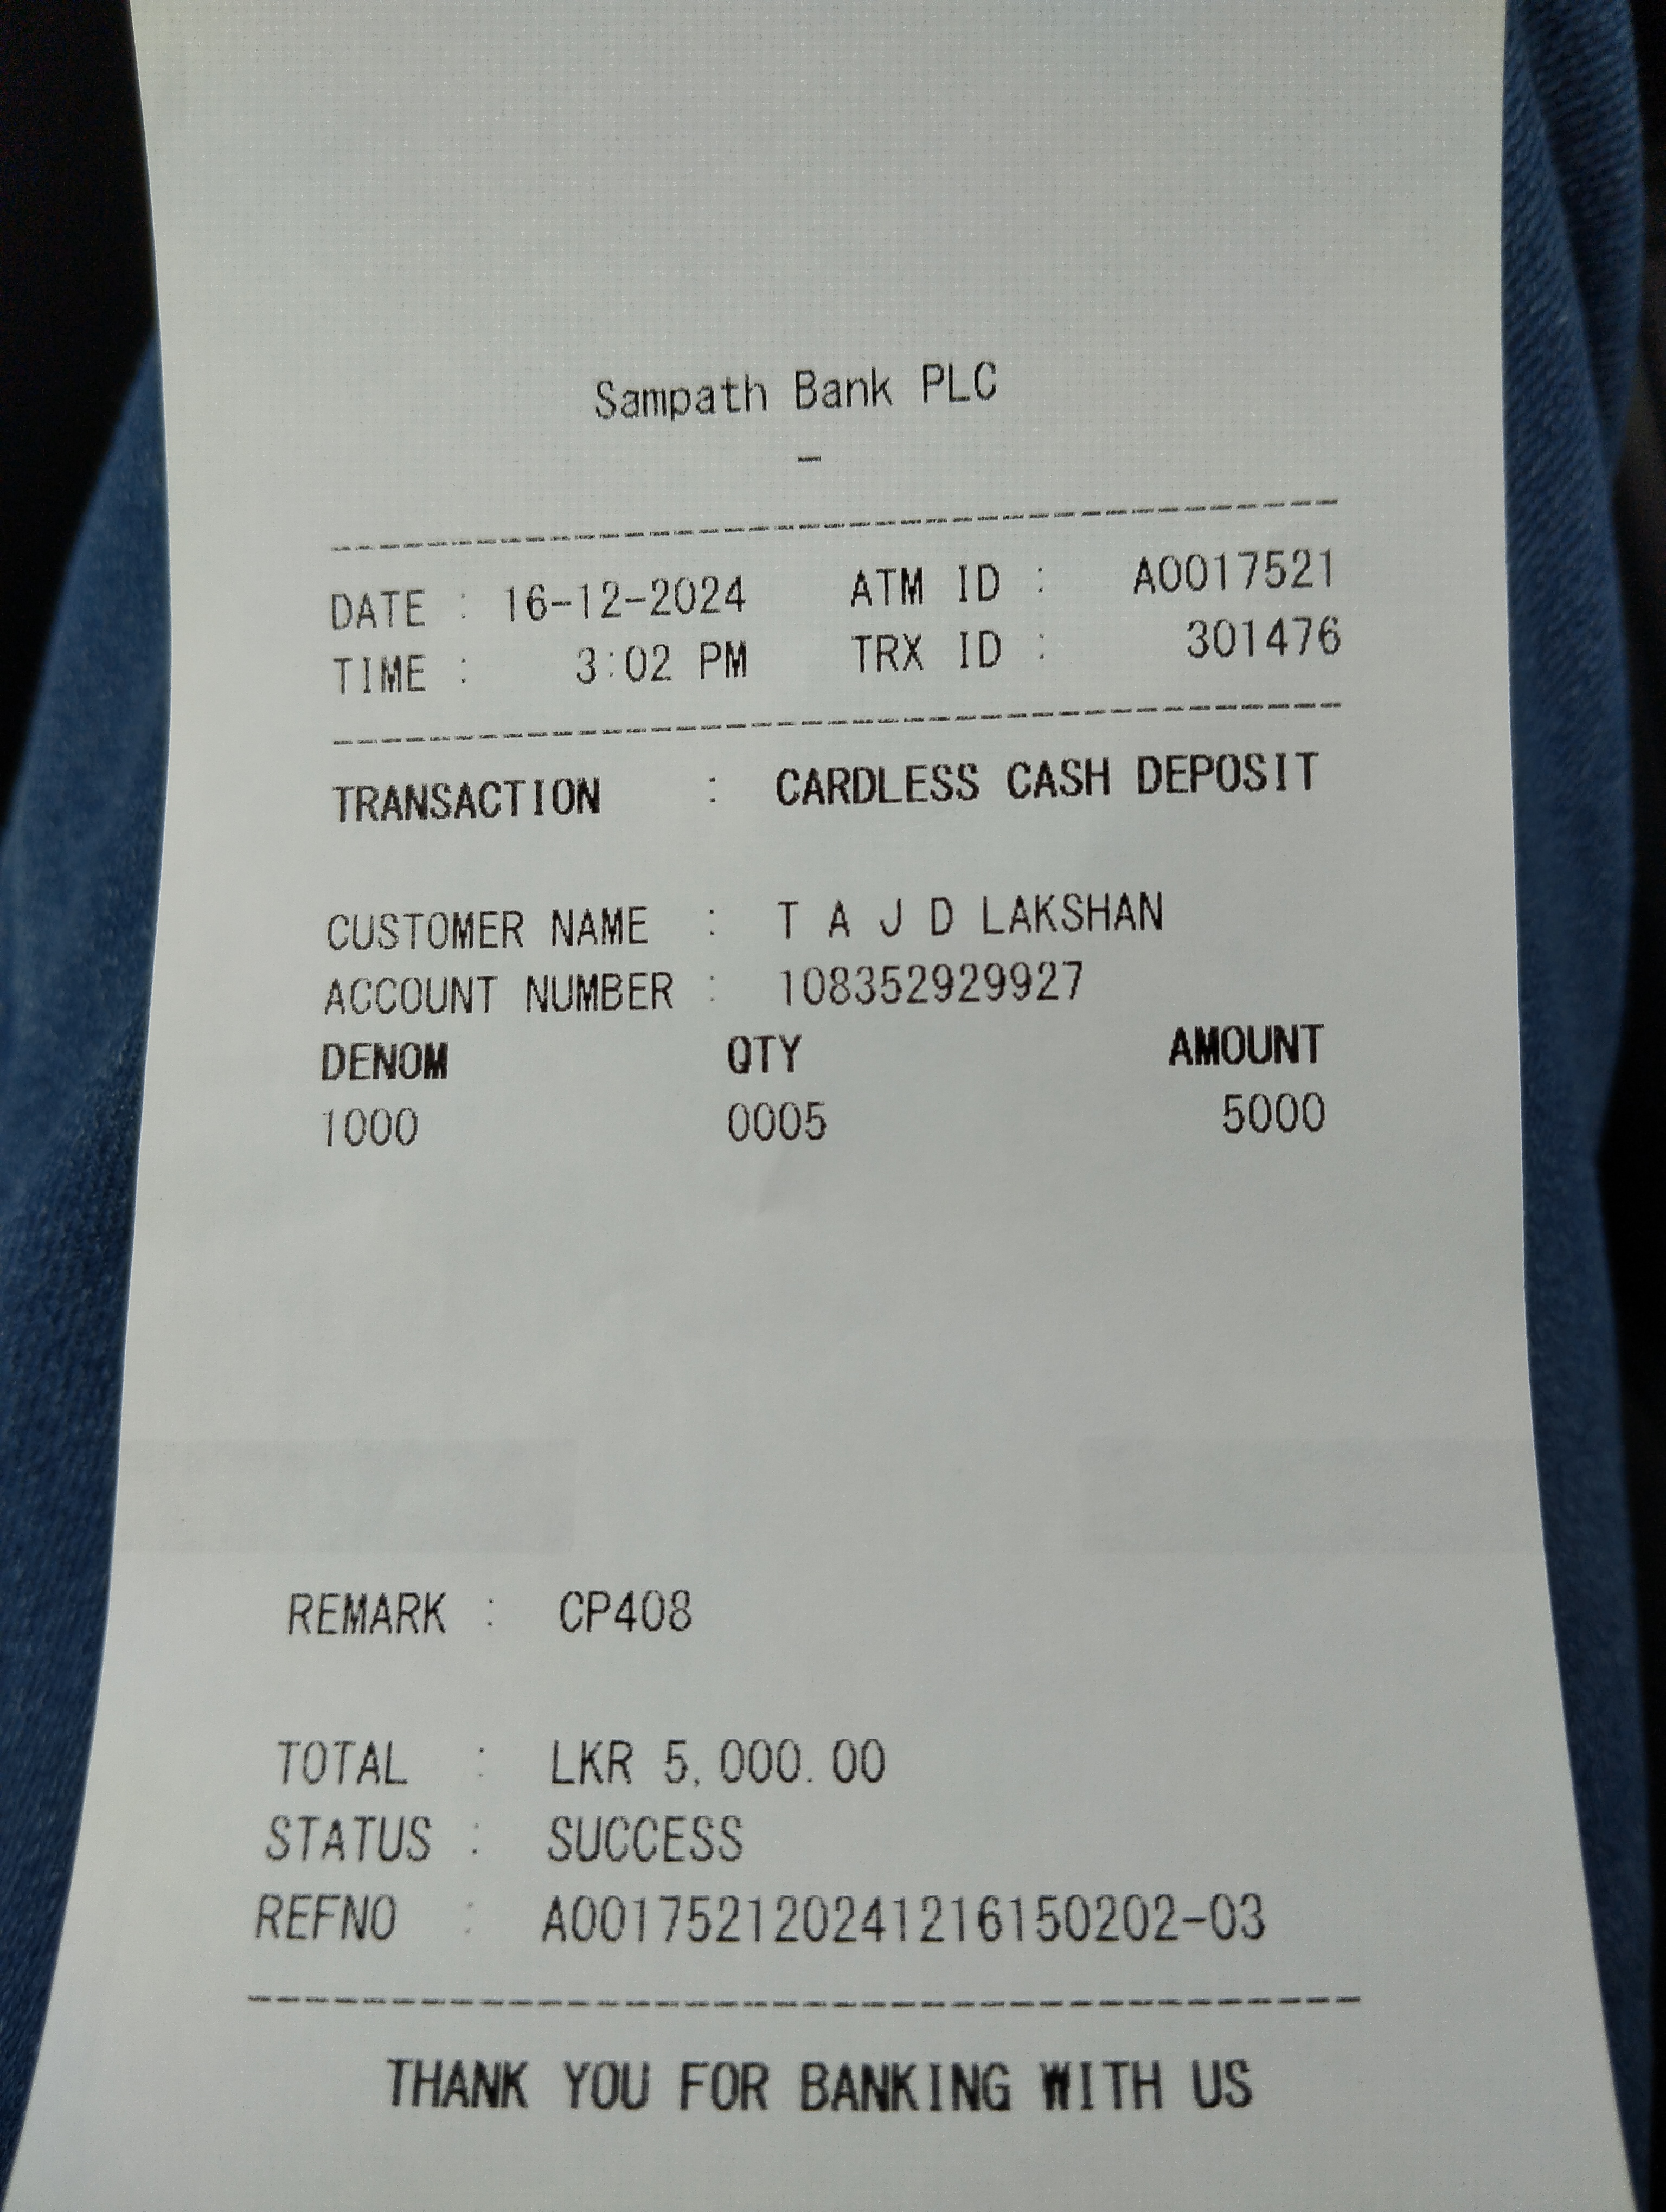 Sampath Bank PLC
-
DATE : 16-12-2024 ATM ID : A0017521
TIME : 3:02 PM TRX ID : 301476
TRANSACTION : CARDLESS CASH DEPOSIT
CUSTOMER NAME : T A J D LAKSHAN
ACCOUNT NUMBER : 108352929927
DENOM QTY AMOUNT
1000 0005 5000
REMARK : CP408
TOTAL : LKR 5,000.00
STATUS : SUCCESS
REFNO : A001752120241216150202-03
THANK YOU FOR BANKING WITH US